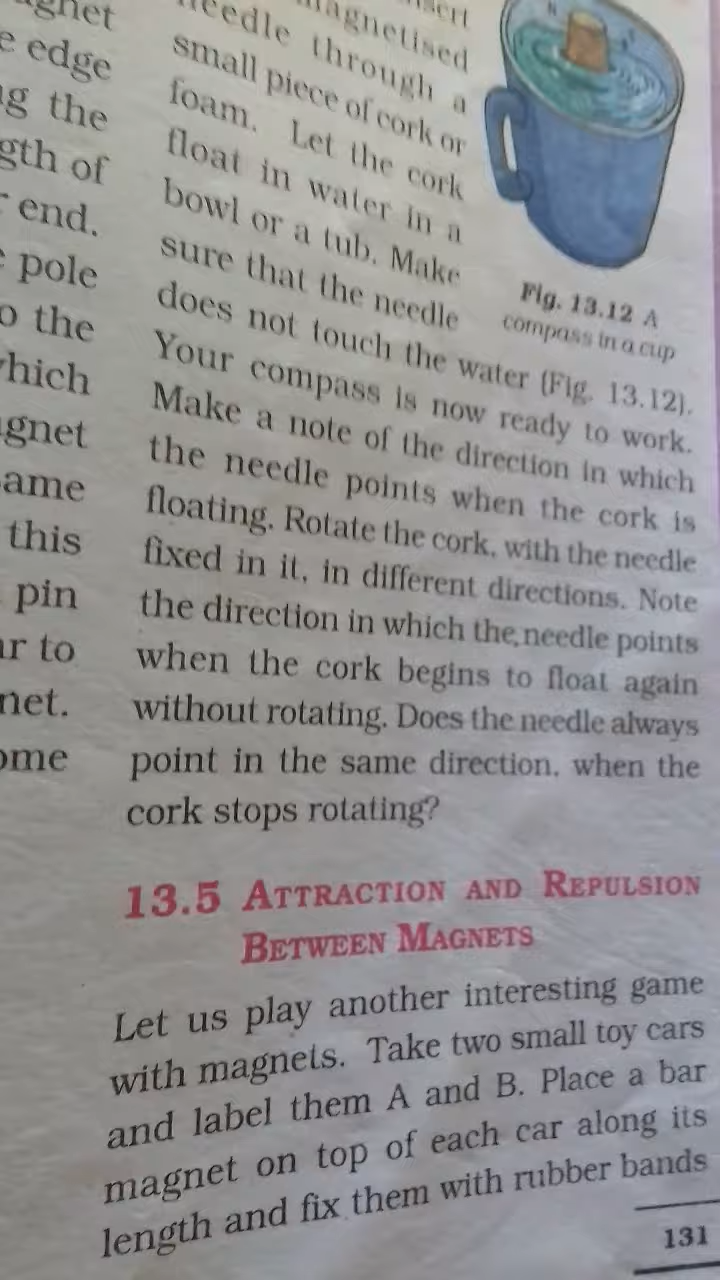 agnet
e edge
g the
gth of
end.
pole
o the
which
gnet
ame
this
pin
ar to
net.
ome
magnetised
needle through a
small piece of cork or
foam. Let the cork
float in water in a
bowl or a tub. Make
sure that the needle
does not touch the water (Fig. 13.12).
Your compass is now ready to work.
Make a note of the direction in which
the needle points when the cork is
floating. Rotate the cork, with the needle
fixed in it, in different directions. Note
the direction in which the needle points
when the cork begins to float again
without rotating. Does the needle always
point in the same direction, when the
cork stops rotating?
Fig. 13.12 A
compass in a cup
13.5 ATTRACTION AND REPULSION
BETWEEN MAGNETS
Let us play another interesting game
with magnets. Take two small toy cars
and label them A and B. Place a bar
magnet on top of each car along its
length and fix them with rubber bands
131